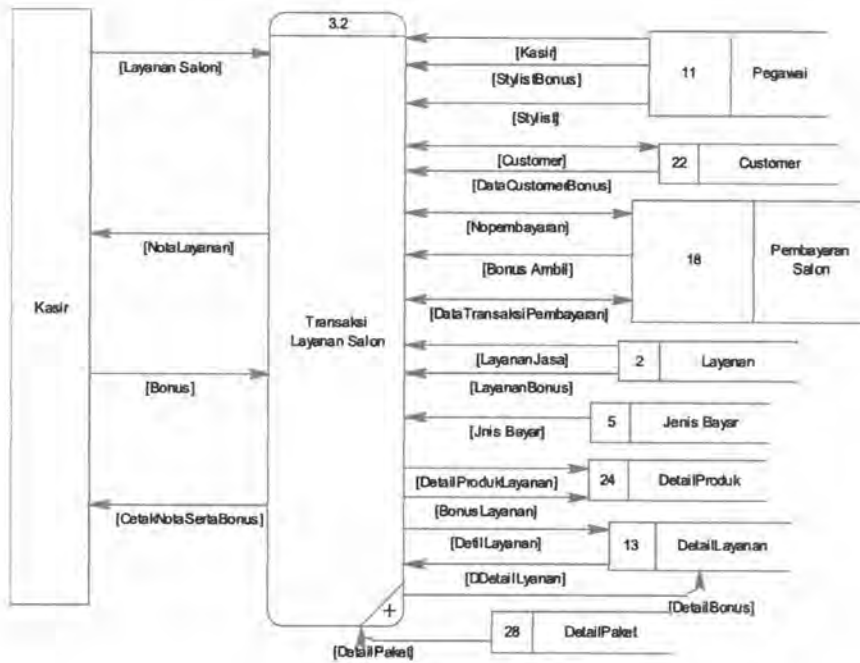 3.2
[Layanan Salon]
[Kasir]
[StylistBonus]
[Stylist]
11
Pegawai
[Customer]
[DataCustomerBonus]
22
Customer
[NotaLayanan]
[Nopembayaran]
[Bonus Ambil]
[DataTransaksiPembayaran]
18
Pembayaran
Salon
Kasir
Transaksi
Layanan Salon
[LayananJasa]
[LayananBonus]
2
Layanan
[Bonus]
[Jnis Bayar]
5
Jenis Bayar
[DetailProdukLayanan]
[BonusLayanan]
24
DetailProduk
[CetakNotaSertaBonus]
[DetilLayanan]
[DDetailLyanan]
13
DetailLayanan
[DetailBonus]
+
28
DetailPaket
[DetailPaket]